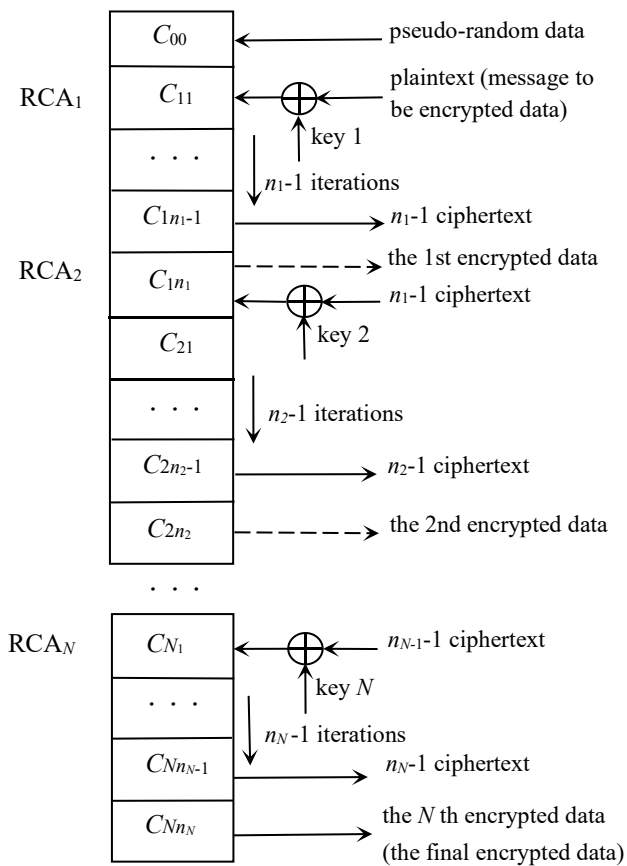 C00
pseudo-random data
RCA1
C11
plaintext (message to
be encrypted data)
key 1
. . .
n1-1 iterations
C1n1-1
n1-1 ciphertext
the 1st encrypted data
RCA2
C1n1
n1-1 ciphertext
key 2
C21
. . .
n2-1 iterations
C2n2-1
n2-1 ciphertext
C2n2
the 2nd encrypted data
. . .
RCAN
CN1
nN-1-1 ciphertext
key N
. . .
nN-1 iterations
CNnN-1
nN-1 ciphertext
CNnN
the N th encrypted data
(the final encrypted data)